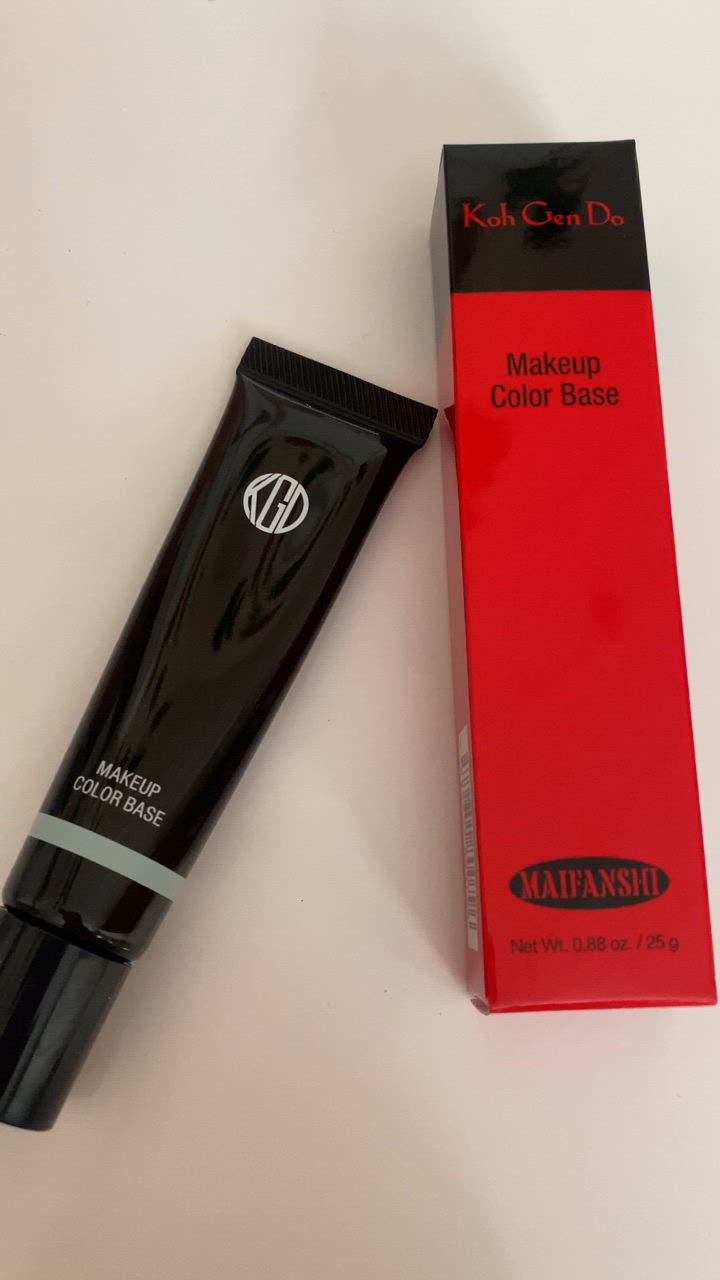 Koh Gen Do
Makeup
Color Base
KGD
MAKEUP
COLOR BASE
MAIFANSHI
Net Wt. 0.88 oz. / 25 g